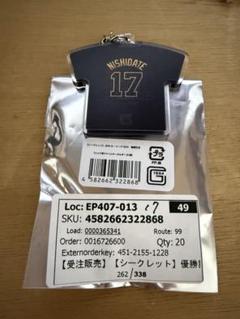 NISHIDATE
17
4582662322868
Loc: EP407-013 17 49
SKU: 4582662322868
Load: 0000365341 Route: 99
Order: 0016726600 Qty: 20
Externorderkey: 451-2155-1228
【受注販売】【シークレット】優勝
262 / 338